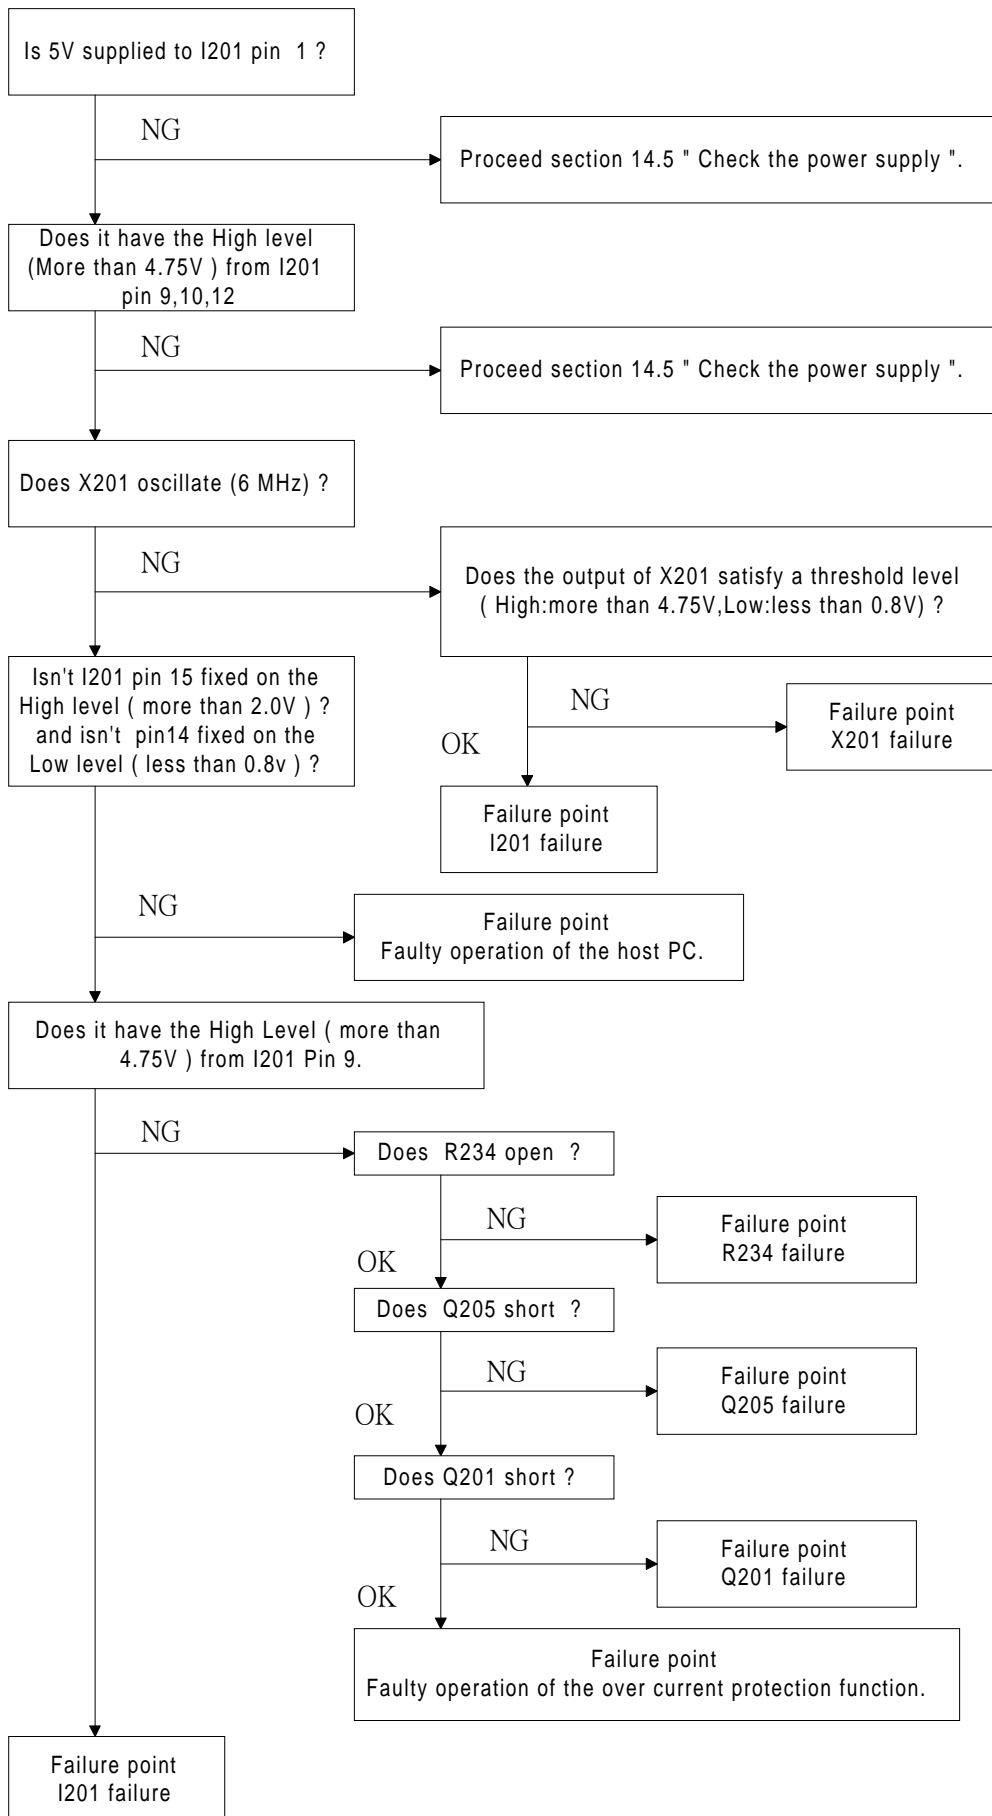 Is 5V supplied to I201 pin 1 ?
NG
Proceed section 14.5 " Check the power supply ".
Does it have the High level
(More than 4.75V ) from I201
pin 9,10,12
NG
Proceed section 14.5 " Check the power supply ".
Does X201 oscillate (6 MHz) ?
NG
Does the output of X201 satisfy a threshold level
( High:more than 4.75V,Low:less than 0.8V) ?
Isn't I201 pin 15 fixed on the
High level ( more than 2.0V ) ?
and isn't pin14 fixed on the
Low level ( less than 0.8v ) ?
NG
Failure point
X201 failure
OK
Failure point
I201 failure
NG
Failure point
Faulty operation of the host PC.
Does it have the High Level ( more than
4.75V ) from I201 Pin 9.
NG
Does R234 open ?
NG
Failure point
R234 failure
OK
Does Q205 short ?
NG
Failure point
Q205 failure
OK
Does Q201 short ?
NG
Failure point
Q201 failure
OK
Failure point
Faulty operation of the over current protection function.
Failure point
I201 failure